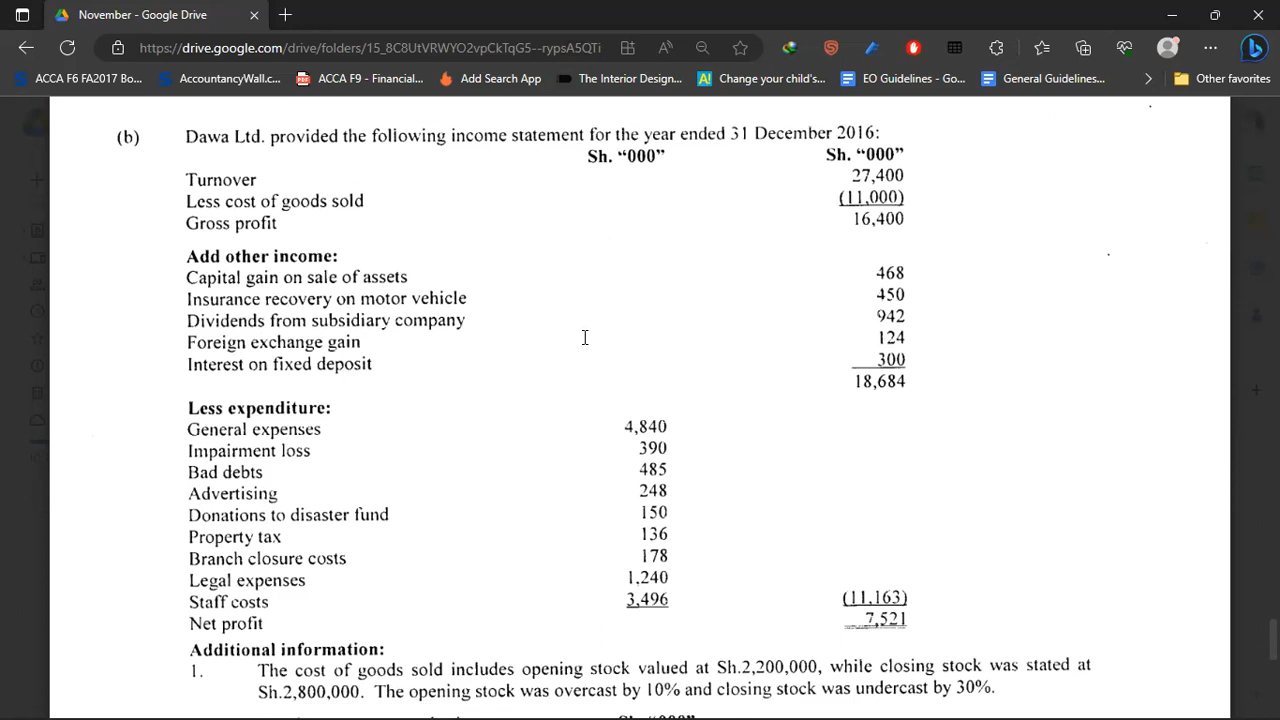 November - Google Drive
https://drive.google.com/drive/folders/15_8C8UtVRWYO2vpCkTqG5--rypsA5QTi
ACCA F6 FA2017 Bo...
AccountancyWall.c...
ACCA F9 - Financial...
Add Search App
The Interior Design...
Change your child's...
EO Guidelines - Go...
General Guidelines...
Other favorites
(b) Dawa Ltd. provided the following income statement for the year ended 31 December 2016:
Sh. “000” Sh. “000”
Turnover 27,400
Less cost of goods sold (11,000)
Gross profit 16,400
Add other income:
Capital gain on sale of assets 468
Insurance recovery on motor vehicle 450
Dividends from subsidiary company 942
Foreign exchange gain 124
Interest on fixed deposit 300
18,684
Less expenditure:
General expenses 4,840
Impairment loss 390
Bad debts 485
Advertising 248
Donations to disaster fund 150
Property tax 136
Branch closure costs 178
Legal expenses 1,240
Staff costs 3,496 (11,163)
Net profit 7,521
Additional information:
1. The cost of goods sold includes opening stock valued at Sh.2,200,000, while closing stock was stated at
Sh.2,800,000. The opening stock was overcast by 10% and closing stock was undercast by 30%.